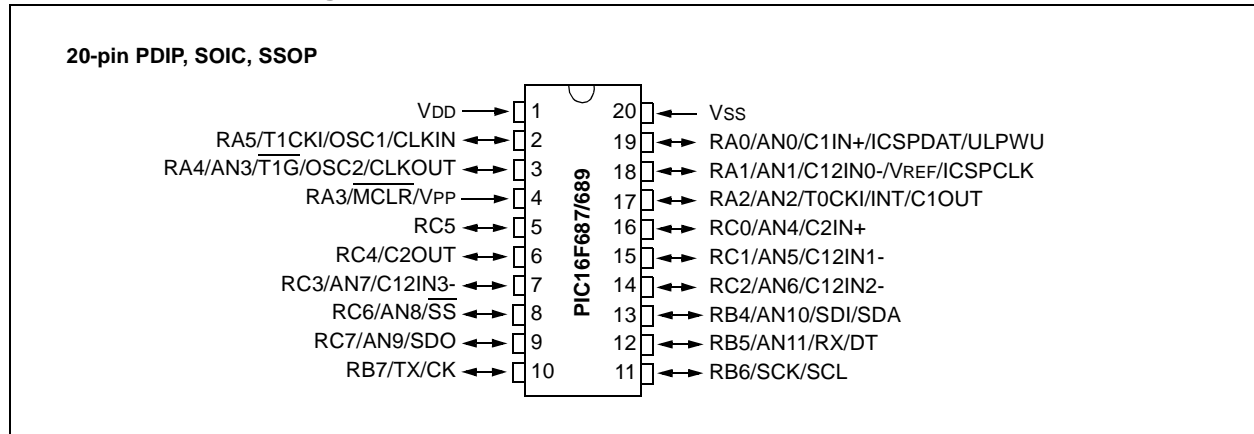 20-pin PDIP, SOIC, SSOP
VDD 1 20 VSS
RA5/T1CKI/OSC1/CLKIN 2 19 RA0/AN0/C1IN+/ICSPDAT/ULPWU
RA4/AN3/T1G/OSC2/CLKOUT 3 18 RA1/AN1/C12IN0-/VREF/ICSPCLK
RA3/MCLR/VPP 4 17 RA2/AN2/T0CKI/INT/C1OUT
RC5 5 16 RC0/AN4/C2IN+
RC4/C2OUT 6 15 RC1/AN5/C12IN1-
RC3/AN7/C12IN3- 7 14 RC2/AN6/C12IN2-
RC6/AN8/SS 8 13 RB4/AN10/SDI/SDA
RC7/AN9/SDO 9 12 RB5/AN11/RX/DT
RB7/TX/CK 10 11 RB6/SCK/SCL
PIC16F687/689